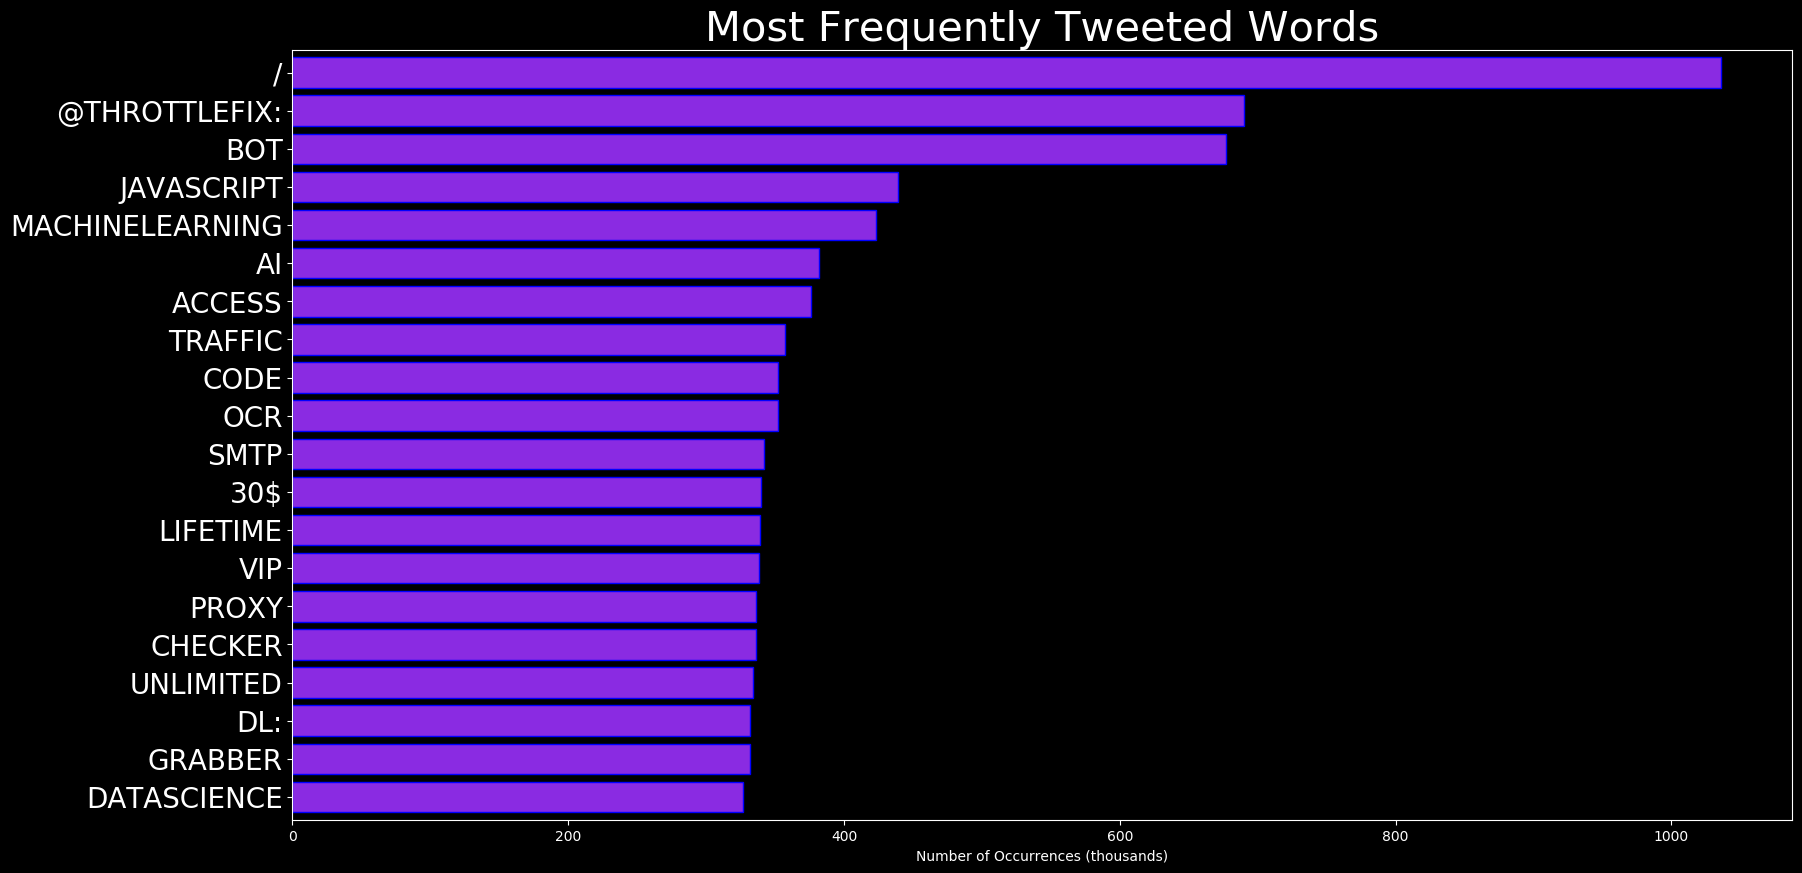 Most Frequently Tweeted Words
/
@THROTTLEFIX:
BOT
JAVASCRIPT
MACHINELEARNING
AI
ACCESS
TRAFFIC
CODE
OCR
SMTP
30$
LIFETIME
VIP
PROXY
CHECKER
UNLIMITED
DL:
GRABBER
DATASCIENCE
0 200 400 600 800 1000
Number of Occurrences (thousands)